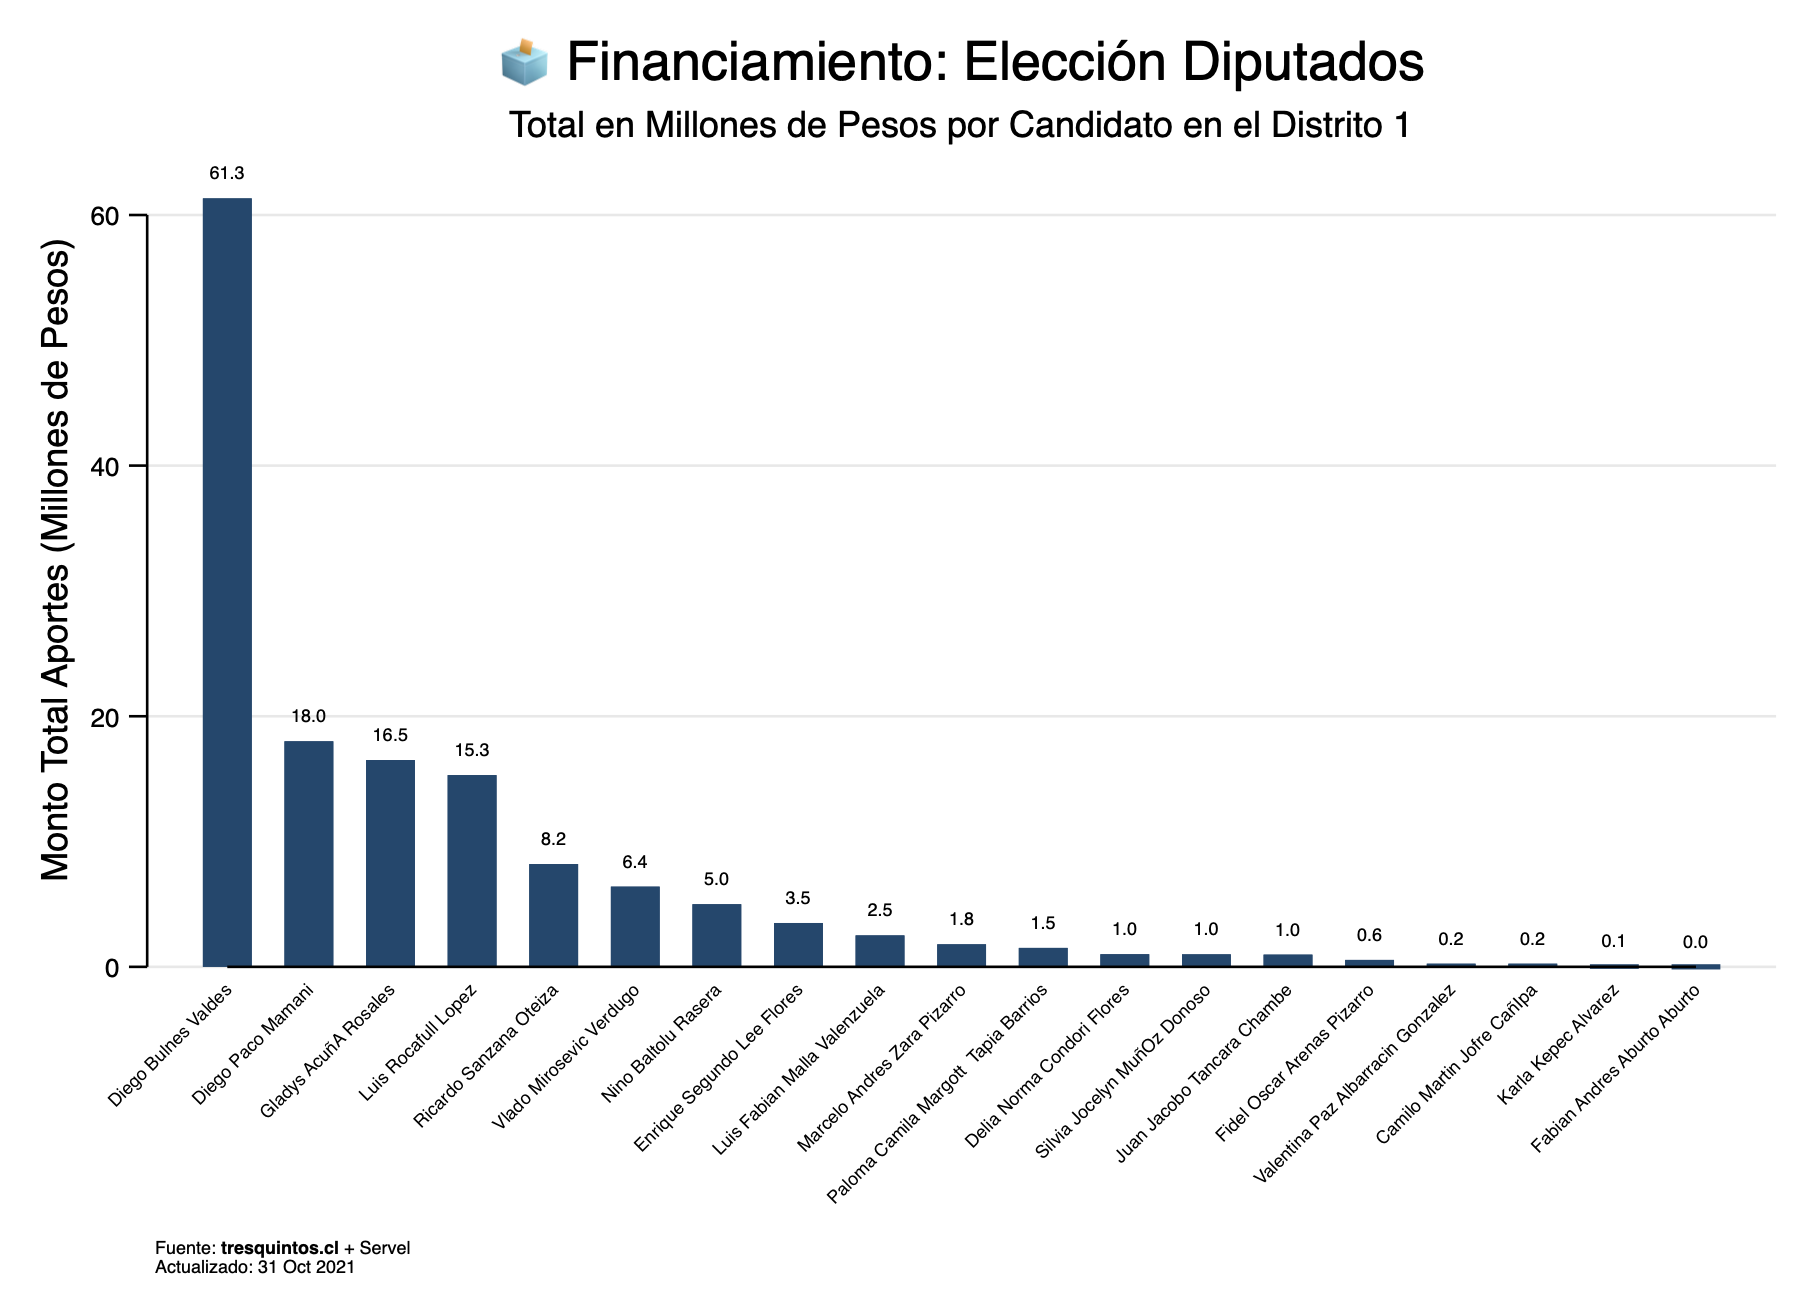 Financiamiento: Elección Diputados
Total en Millones de Pesos por Candidato en el Distrito 1
Monto Total Aportes (Millones de Pesos)
60
40
20
0
61.3
18.0
16.5
15.3
8.2
6.4
5.0
3.5
2.5
1.8
1.5
1.0
1.0
1.0
0.6
0.2
0.2
0.1
0.0
Diego Bulnes Valdes
Diego Paco Mamani
Gladys AcuñA Rosales
Luis Rocafull Lopez
Ricardo Sanzana Oteiza
Vlado Mirosevic Verdugo
Nino Baltolu Rasera
Enrique Segundo Lee Flores
Luis Fabian Malla Valenzuela
Marcelo Andres Zara Pizarro
Paloma Camila Margott  Tapia Barrios
Delia Norma Condori Flores
Silvia Jocelyn MuñOz Donoso
Juan Jacobo Tancara Chambe
Fidel Oscar Arenas Pizarro
Valentina Paz Albarracin Gonzalez
Camilo Martin Jofre CañIpa
Karla Kepec Alvarez
Fabian Andres Aburto Aburto
Fuente: tresquintos.cl + Servel
Actualizado: 31 Oct 2021